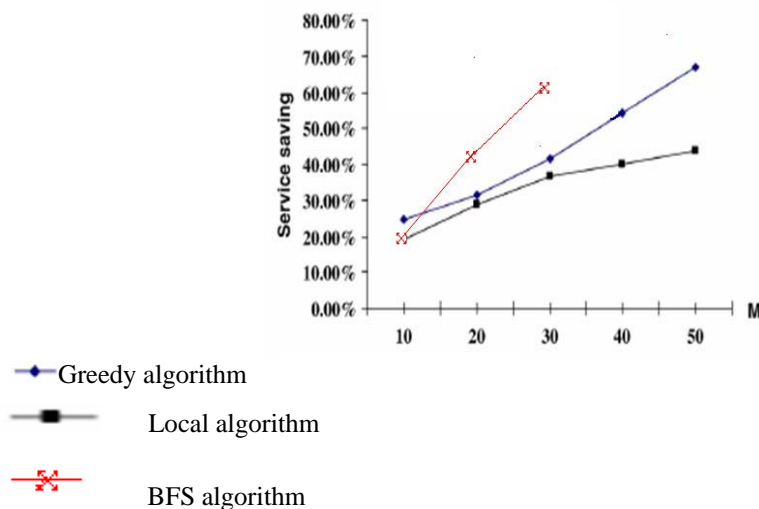 80.00%
70.00%
60.00%
50.00%
40.00%
30.00%
20.00%
10.00%
0.00%
Service saving
10 20 30 40 50
M
Greedy algorithm
Local algorithm
BFS algorithm